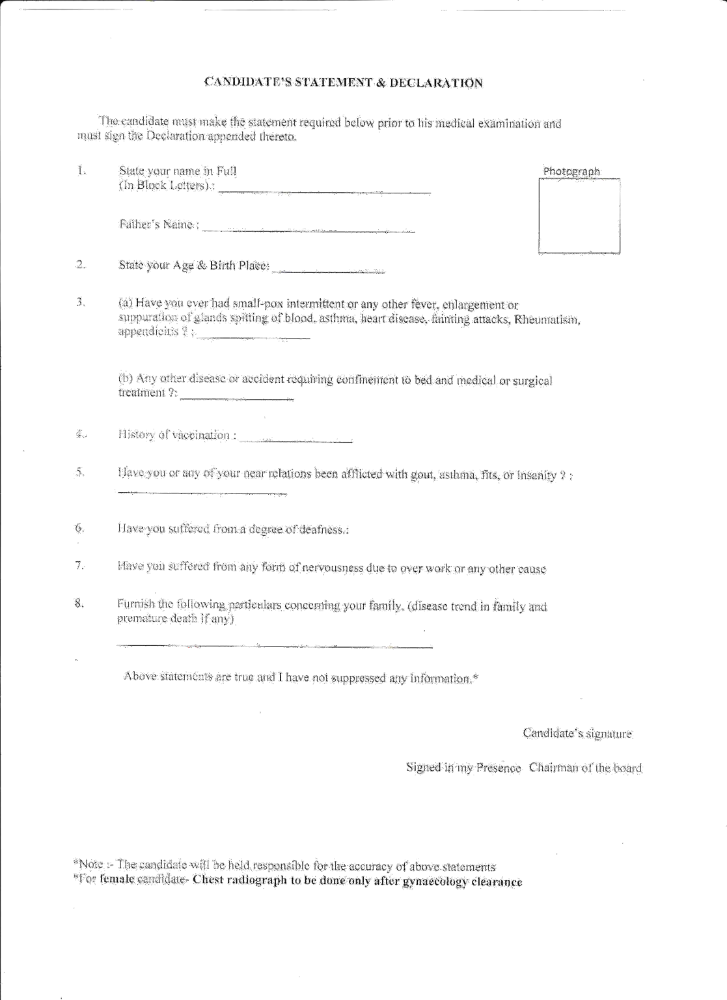 CANDIDATE'S STATEMENT & DECLARATION
The candidate must make the statement required below prior to his medical examination and
must sign the Declaration appended thereto.
1. State your name in Full
(In Block Letters) :
Photograph
Father's Name :
2. State your Age & Birth Place:
3. (a) Have you ever had small-pox intermittent or any other fever, enlargement or
suppuration of glands spitting of blood, asthma, heart disease, fainting attacks, Rheumatism,
appendicitis ? :
(b) Any other disease or accident requiring confinement to bed and medical or surgical
treatment ?:
4. History of vaccination :
5. Have you or any of your near relations been afflicted with gout, asthma, fits, or insanity ? :
6. Have you suffered from a degree of deafness.:
7. Have you suffered from any form of nervousness due to over work or any other cause
8. Furnish the following particulars concerning your family, (disease trend in family and
premature death if any)
Above statements are true and I have not suppressed any information.*
Candidate's signature
Signed in my Presence Chairman of the board
*Note :- The candidate will be held responsible for the accuracy of above statements
*For female candidate- Chest radiograph to be done only after gynaecology clearance